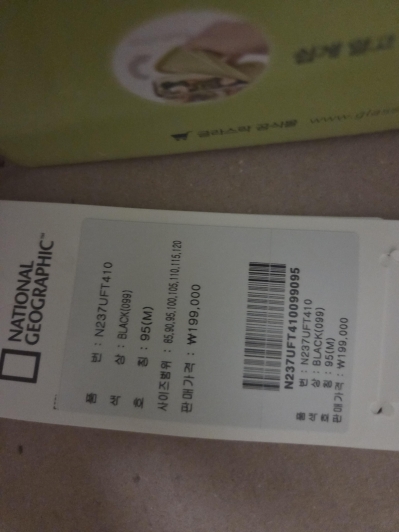 NATIONAL
GEOGRAPHIC™
품 번 : N237UFT410
색 상 : BLACK(099)
호 칭 : 95(M)
사이즈범위 : 85,90,95,100,105,110,115,120
판매가격 : ₩199,000
N237UFT410099095
품 번 : N237UFT410
색 상 : BLACK(099)
호 칭 : 95(M)
판매가격 : ₩199,000